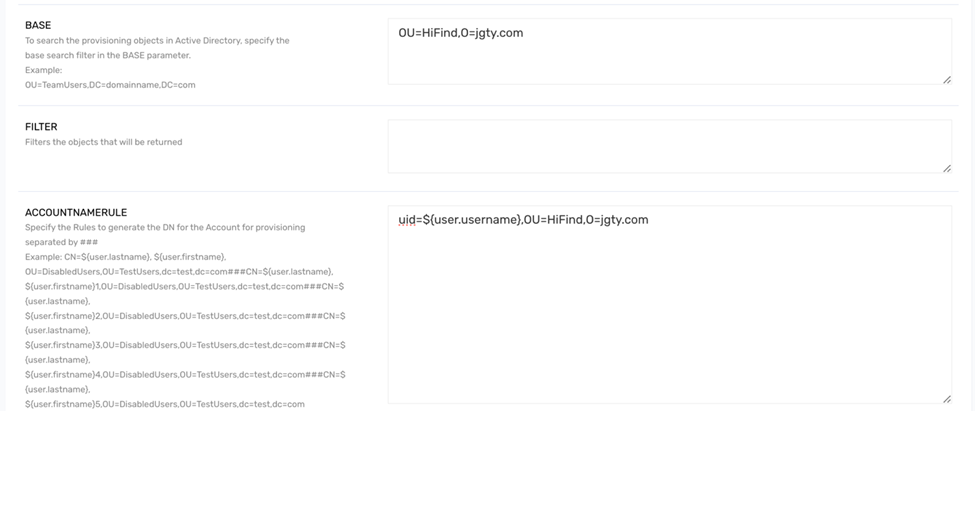 BASE
To search the provisioning objects in Active Directory, specify the
base search filter in the BASE parameter.
Example:
OU=TeamUsers,DC=domainname,DC=com
OU=HiFind,O=jgty.com
FILTER
Filters the objects that will be returned
ACCOUNTNAMERULE
Specify the Rules to generate the DN for the Account for provisioning
separated by ###
Example: CN=${user.lastname}, ${user.firstname},
OU=DisabledUsers,OU=TestUsers,dc=test,dc=com###CN=${user.lastname},
${user.firstname}1,OU=DisabledUsers,OU=TestUsers,dc=test,dc=com###CN=$
{user.lastname},
${user.firstname}2,OU=DisabledUsers,OU=TestUsers,dc=test,dc=com###CN=$
{user.lastname},
${user.firstname}3,OU=DisabledUsers,OU=TestUsers,dc=test,dc=com###CN=$
{user.lastname},
${user.firstname}4,OU=DisabledUsers,OU=TestUsers,dc=test,dc=com###CN=$
{user.lastname},
${user.firstname}5,OU=DisabledUsers,OU=TestUsers,dc=test,dc=com
uid=${user.username},OU=HiFind,O=jgty.com